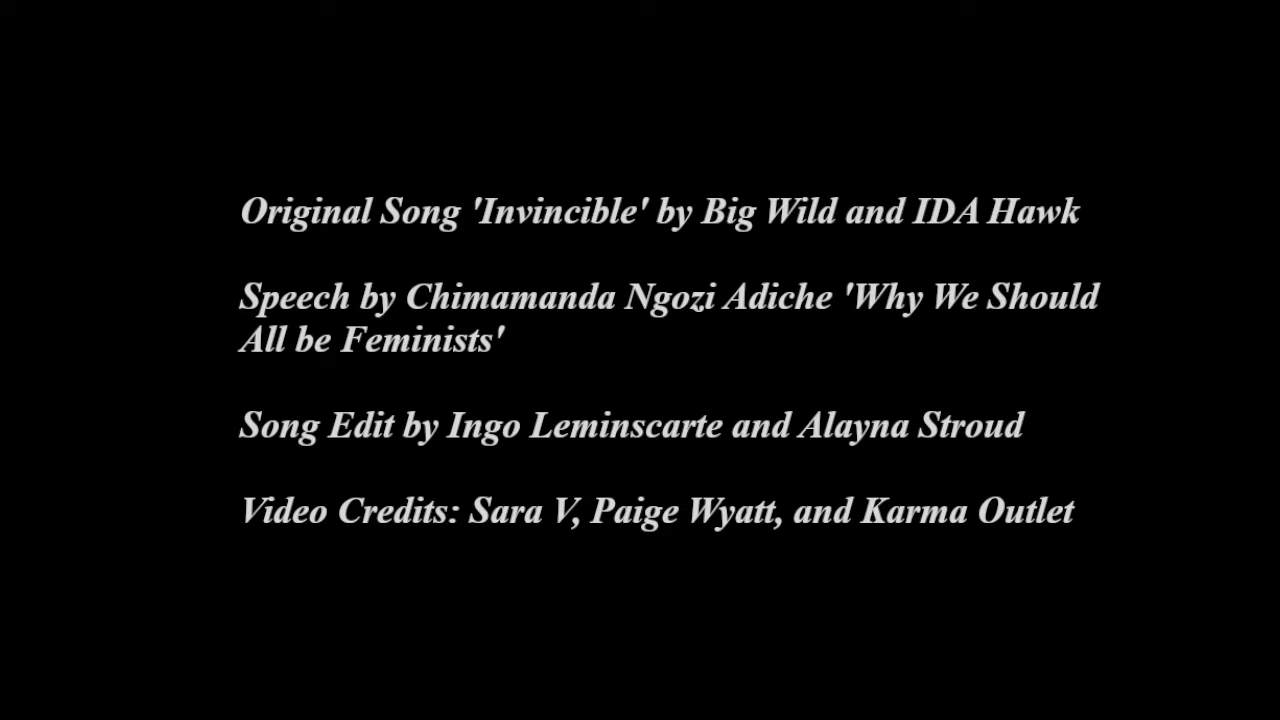 Original Song 'Invincible' by Big Wild and IDA Hawk
Speech by Chimamanda Ngozi Adiche 'Why We Should
All be Feminists'
Song Edit by Ingo Leminscarte and Alayna Stroud
Video Credits: Sara V, Paige Wyatt, and Karma Outlet